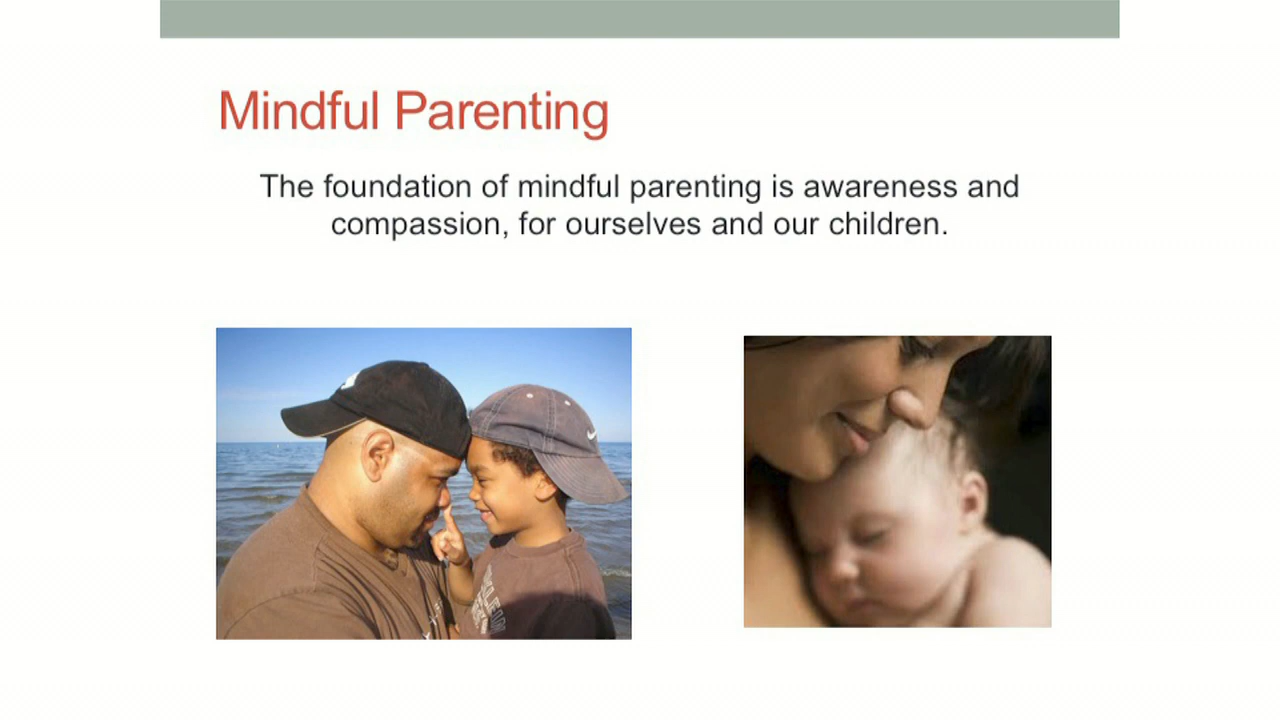 Mindful Parenting
The foundation of mindful parenting is awareness and
compassion, for ourselves and our children.